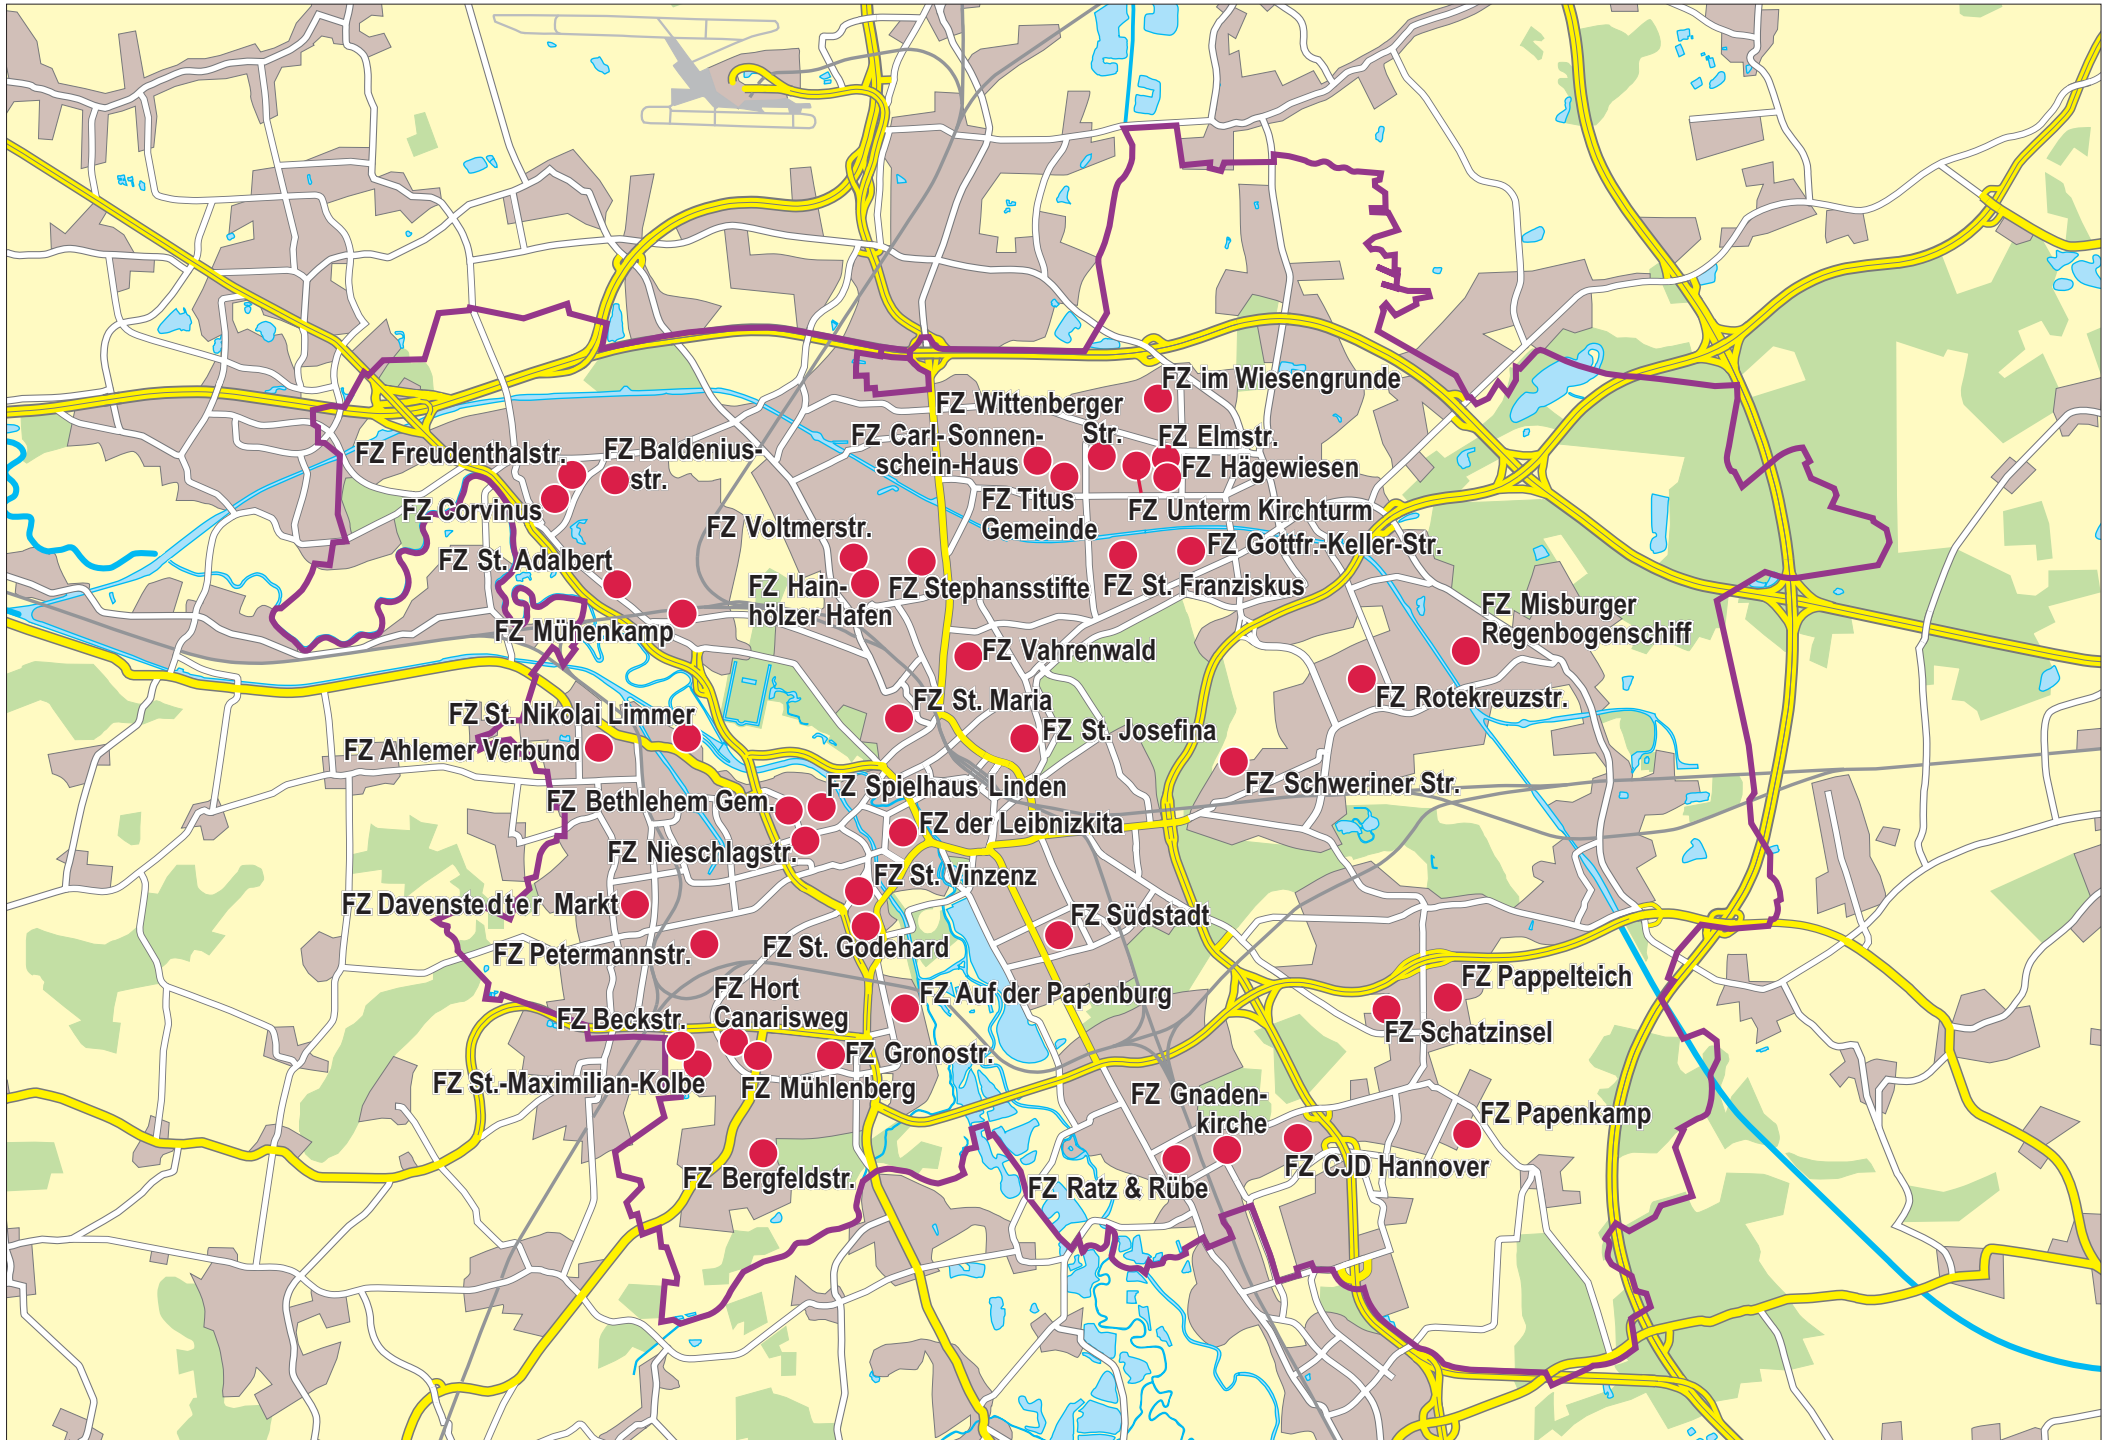 FZ im Wiesengrunde
FZ Wittenberger
Str.
FZ Carl-Sonnen-
schein-Haus
FZ Elmstr.
FZ Hägewiesen
FZ Freudenthalstr.
FZ Baldenius-
str.
FZ Corvinus
FZ Titus
Gemeinde
FZ Unterm Kirchturm
FZ Voltmerstr.
FZ Gottfr.-Keller-Str.
FZ St. Adalbert
FZ Hain-
hölzer Hafen
FZ Stephansstifte
FZ St. Franziskus
FZ Misburger
Regenbogenschiff
FZ Mühenkamp
FZ Vahrenwald
FZ Rotekreuzstr.
FZ St. Maria
FZ St. Nikolai Limmer
FZ St. Josefina
FZ Ahlemer Verbund
FZ Schweriner Str.
FZ Spielhaus Linden
FZ Bethlehem Gem.
FZ der Leibnizkita
FZ Nieschlagstr.
FZ St. Vinzenz
FZ Davenstedter Markt
FZ Südstadt
FZ Petermannstr.
FZ St. Godehard
FZ Pappelteich
FZ Hort
Canarisweg
FZ Auf der Papenburg
FZ Beckstr.
FZ Schatzinsel
FZ Gronostr.
FZ St.-Maximilian-Kolbe
FZ Mühlenberg
FZ Gnaden-
kirche
FZ Papenkamp
FZ CJD Hannover
FZ Bergfeldstr.
FZ Ratz & Rübe